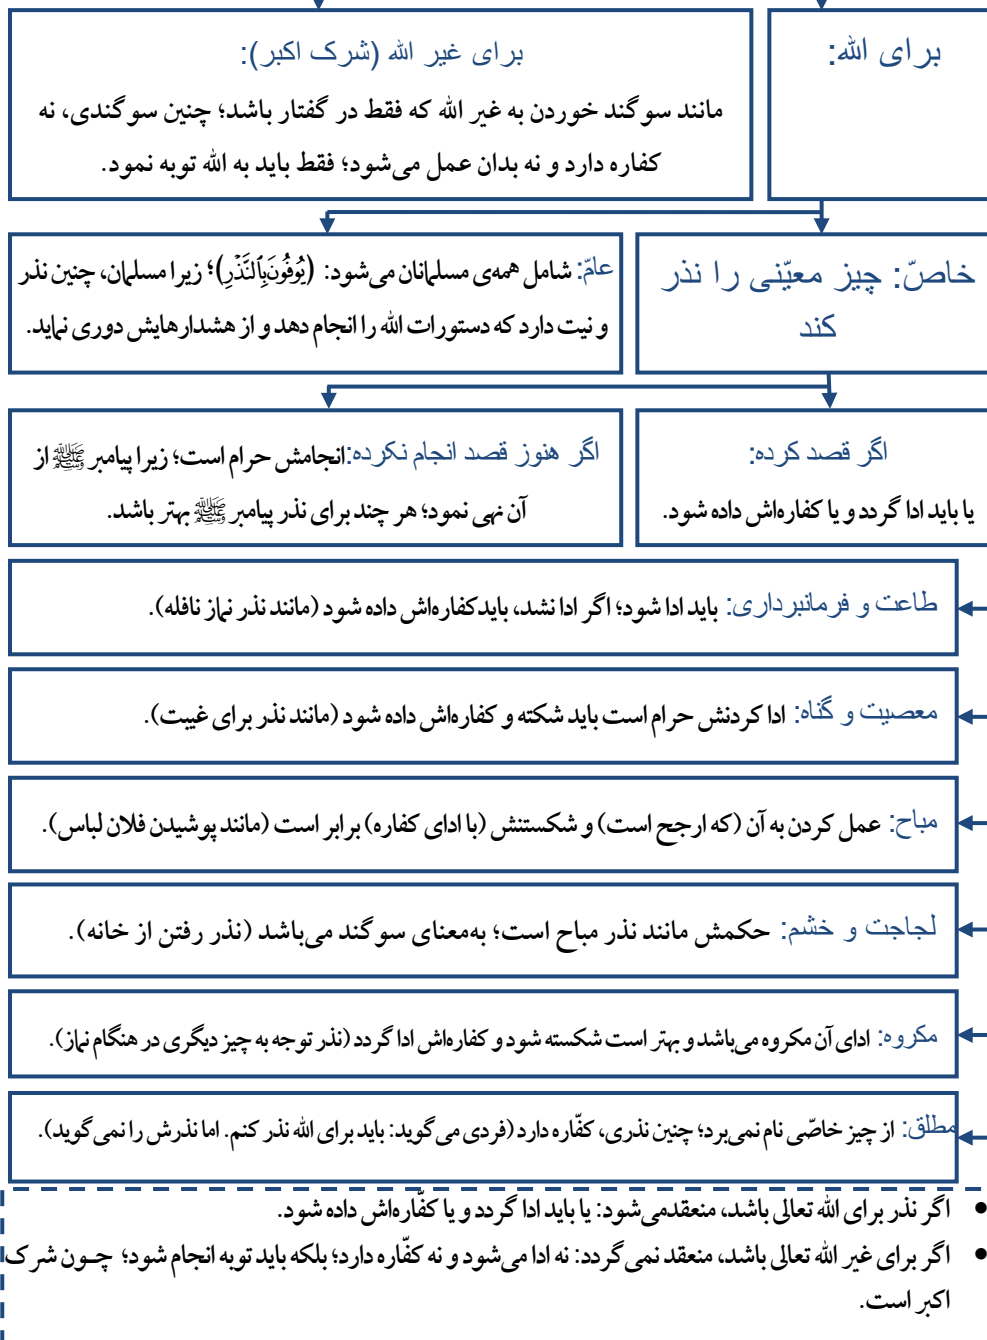 برای الله:
برای غیر الله (شرک اکبر):
مانند سوگند خوردن به غیر الله که فقط در گفتار باشد؛ چنین سوگندی، نه
کفاره دارد و نه بدان عمل می‌شود؛ فقط باید به الله توبه نمود.
خاصّ: چیز معیّنی را نذر
کند
عامّ: شامل همه‌ی مسلمانان می‌شود: (يُوفُونَ بِٱلنَّذۡرِ)؛ زیرا مسلمان، چنین نذر
و نیت دارد که دستورات الله را انجام دهد و از هشدارهایش دوری نماید.
اگر قصد کرده:
یا باید ادا گردد و یا کفاره‌اش داده شود.
اگر هنوز قصد انجام نکرده: انجامش حرام است؛ زیرا پیامبر ﷺ از
آن نهی نمود؛ هر چند برای نذر پیامبر ﷺ بهتر باشد.
طاعت و فرمانبرداری: باید ادا شود؛ اگر ادا نشد، باید کفاره‌اش داده شود (مانند نذر نماز نافله).
معصیت و گناه: ادا کردنش حرام است باید شکته و کفاره‌اش داده شود (مانند نذر برای غیبت).
مباح: عمل کردن به آن (که ارجح است) و شکستنش (با ادای کفاره) برابر است (مانند پوشیدن فلان لباس).
لجاجت و خشم: حکمش مانند نذر مباح است؛ به‌معنای سوگند می‌باشد (نذر رفتن از خانه).
مکروه: ادای آن مکروه می‌باشد و بهتر است شکسته شود و کفاره‌اش ادا گردد (نذر توجه به چیز دیگری در هنگام نماز).
مطلق: از چیز خاصّی نام نمی‌برد؛ چنین نذری، کفّاره دارد (فردی می‌گوید: باید برای الله نذر کنم. اما نذرش را نمی‌گوید).
• اگر نذر برای الله تعالی باشد، منعقد می‌شود: یا باید ادا گردد و یا کفّاره‌اش داده شود.
• اگر برای غیر الله تعالی باشد، منعقد نمی‌گردد: نه ادا می‌شود و نه کفّاره دارد؛ بلکه باید توبه انجام شود؛ چـون شرک
اکبر است.